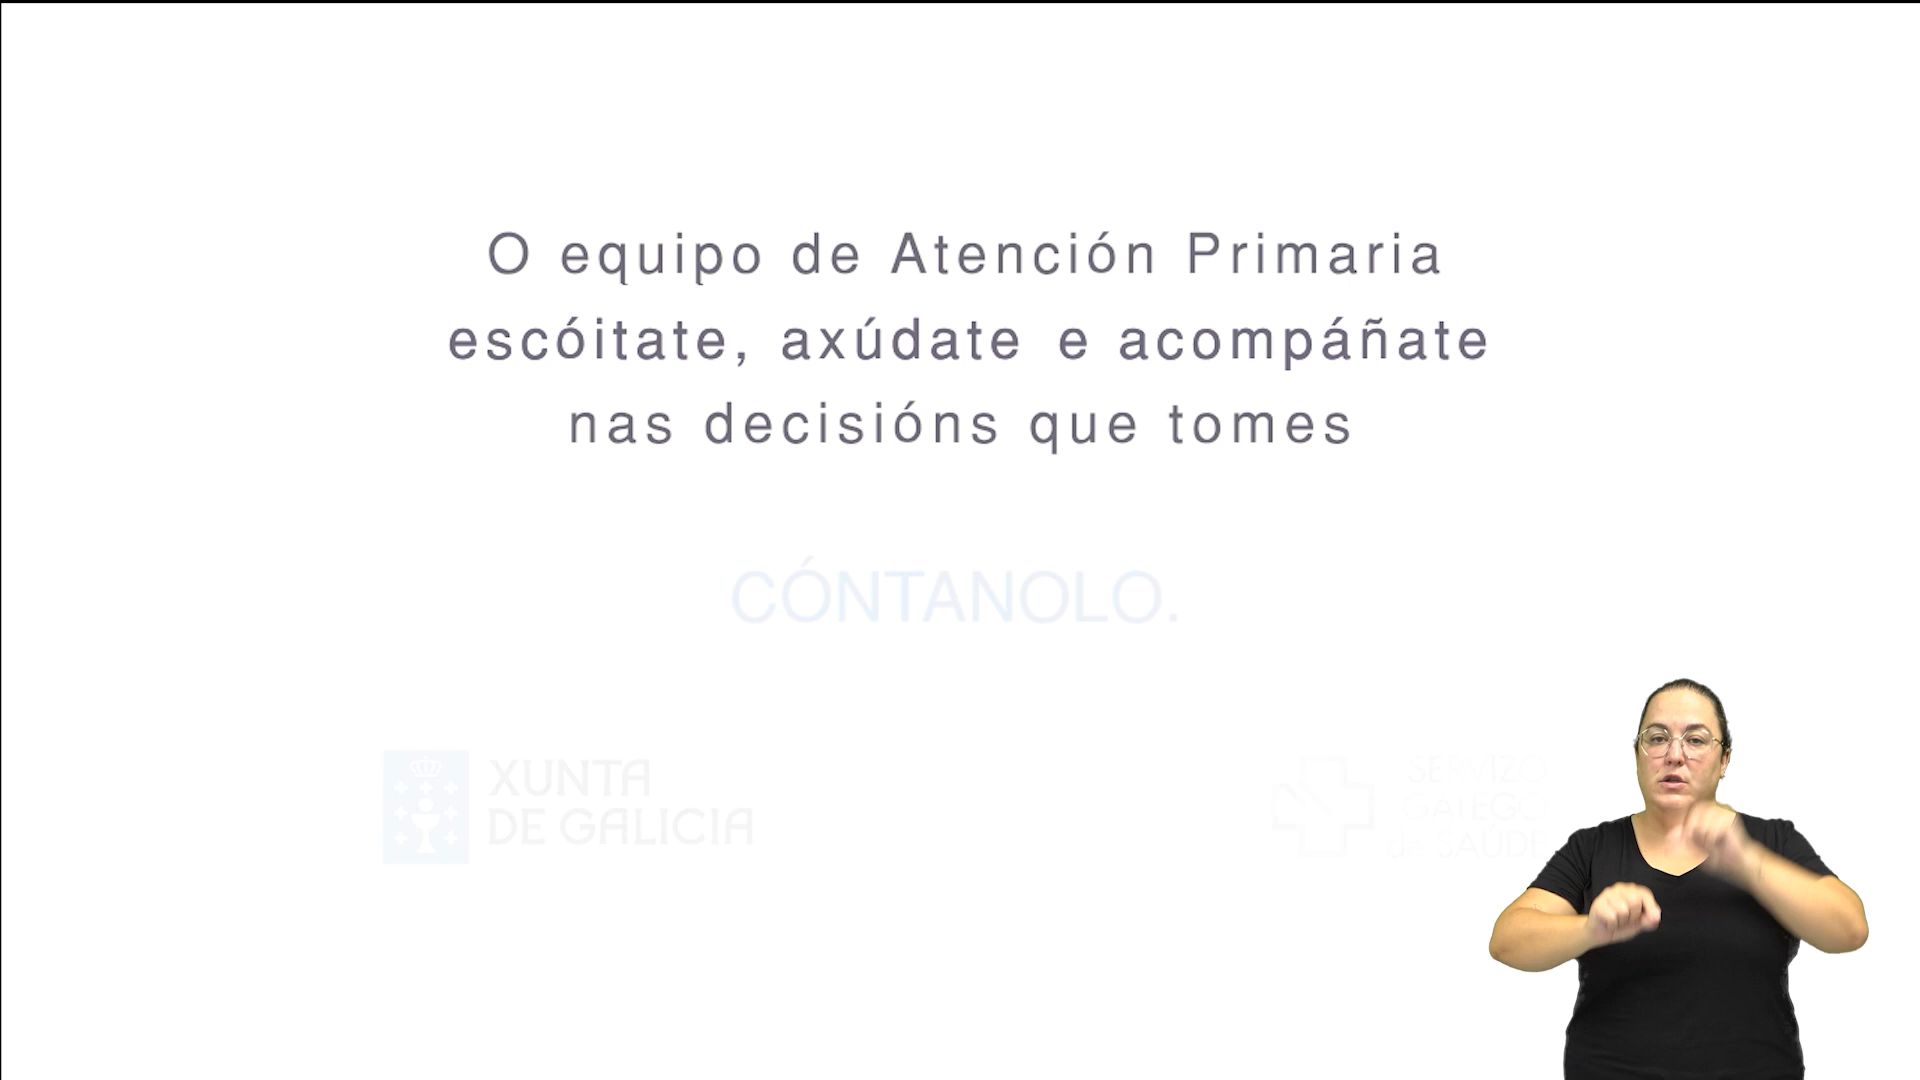 O equipo de Atención Primaria
escóitate, axúdate e acompáñate
nas decisións que tomes
CÓNTANOLO.
XUNTA
DE GALICIA
SERVIZO
GALEGO
de SAÚDE